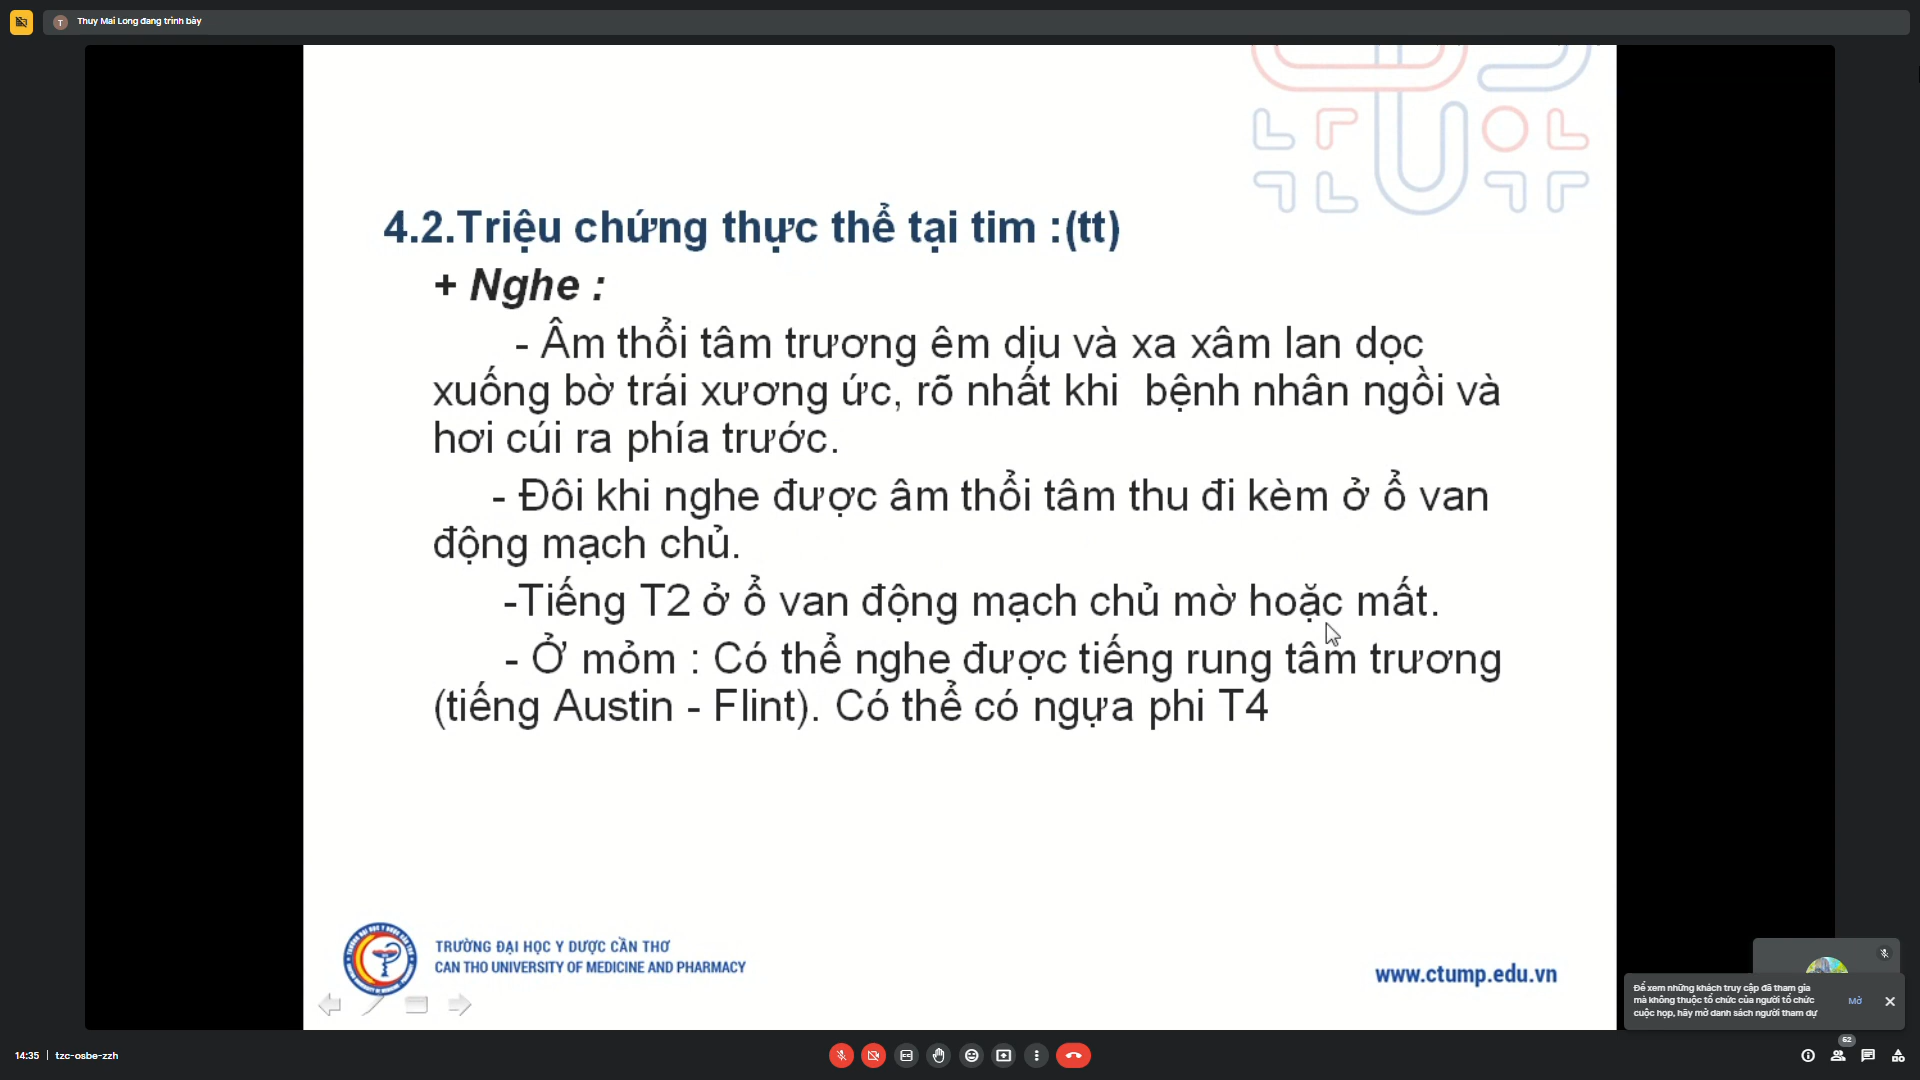 T Thuy Mai Long đang trình bày
4.2.Triệu chứng thực thể tại tim :(tt)
+ Nghe :
- Âm thổi tâm trương êm dịu và xa xâm lan dọc
xuống bờ trái xương ức, rõ nhất khi bệnh nhân ngồi và
hơi cúi ra phía trước.
- Đôi khi nghe được âm thổi tâm thu đi kèm ở ổ van
động mạch chủ.
-Tiếng T2 ở ổ van động mạch chủ mờ hoặc mất.
- Ở mỏm : Có thể nghe được tiếng rung tâm trương
(tiếng Austin - Flint). Có thể có ngựa phi T4
TRƯỜNG ĐẠI HỌC Y DƯỢC CẦN THƠ
CAN THO UNIVERSITY OF MEDICINE AND PHARMACY
www.ctump.edu.vn
Để xem những khách truy cập đã tham gia
mà không thuộc tổ chức của người tổ chức
cuộc họp, hãy mở danh sách người tham dự
Mở
14:35 | tzc-osbe-zzh
62